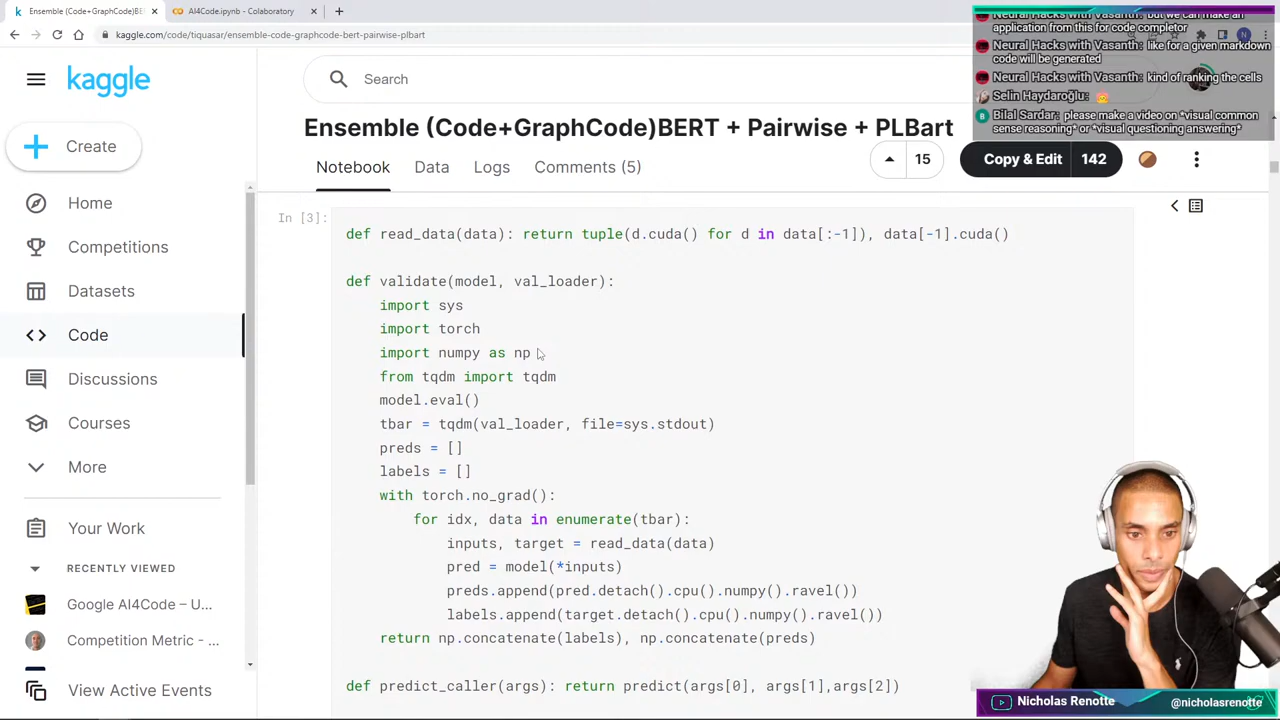 Ensemble (Code+GraphCode)BE
AI4Code.ipynb - Colaboratory
kaggle.com/code/tiquasar/ensemble-code-graphcode-bert-pairwise-plbart
Neural Hacks with Vasanth: but we can make an
application from this for code completor
Neural Hacks with Vasanth: like for a given markdown
code will be generated
Neural Hacks with Vasanth: kind of ranking the cells
Selin Haydaroğlu:
Bilal Sardar: please make a video on *visual common
sense reasoning* or *visual questioning answering*
kaggle
Search
Create
Home
Competitions
Datasets
Code
Discussions
Courses
More
Your Work
RECENTLY VIEWED
Google AI4Code – U...
Competition Metric - ...
View Active Events
Ensemble (Code+GraphCode)BERT + Pairwise + PLBart
15
Copy & Edit 142
Notebook Data Logs Comments (5)
In [3]:
def read_data(data): return tuple(d.cuda() for d in data[:-1]), data[-1].cuda()
def validate(model, val_loader):
import sys
import torch
import numpy as np
from tqdm import tqdm
model.eval()
tbar = tqdm(val_loader, file=sys.stdout)
preds = []
labels = []
with torch.no_grad():
for idx, data in enumerate(tbar):
inputs, target = read_data(data)
pred = model(*inputs)
preds.append(pred.detach().cpu().numpy().ravel())
labels.append(target.detach().cpu().numpy().ravel())
return np.concatenate(labels), np.concatenate(preds)
def predict_caller(args): return predict(args[0], args[1],args[2])
Nicholas Renotte
@nicholasrenotte